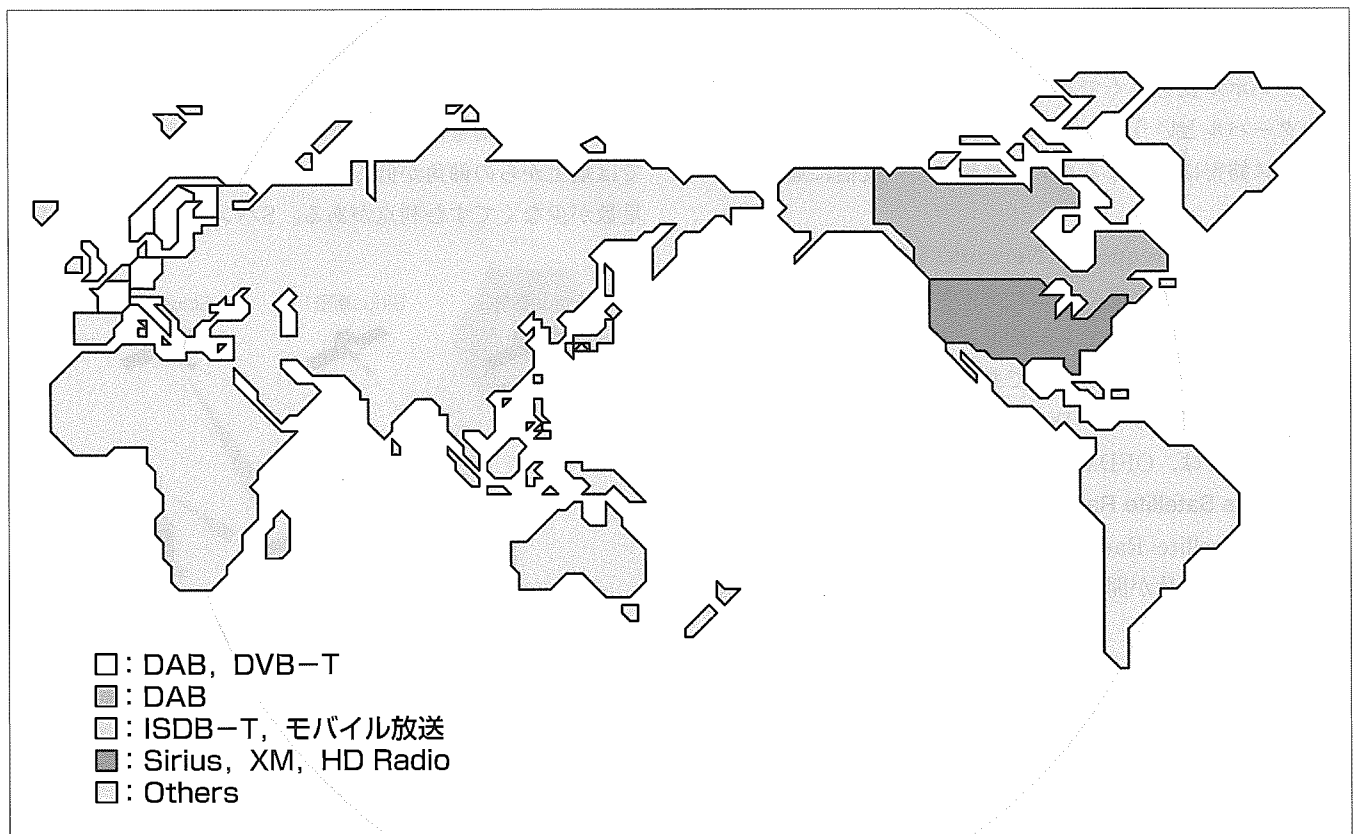 □：DAB，DVB－T
□：DAB
□：ISDB－T，モバイル放送
□：Sirius，XM，HD Radio
□：Others